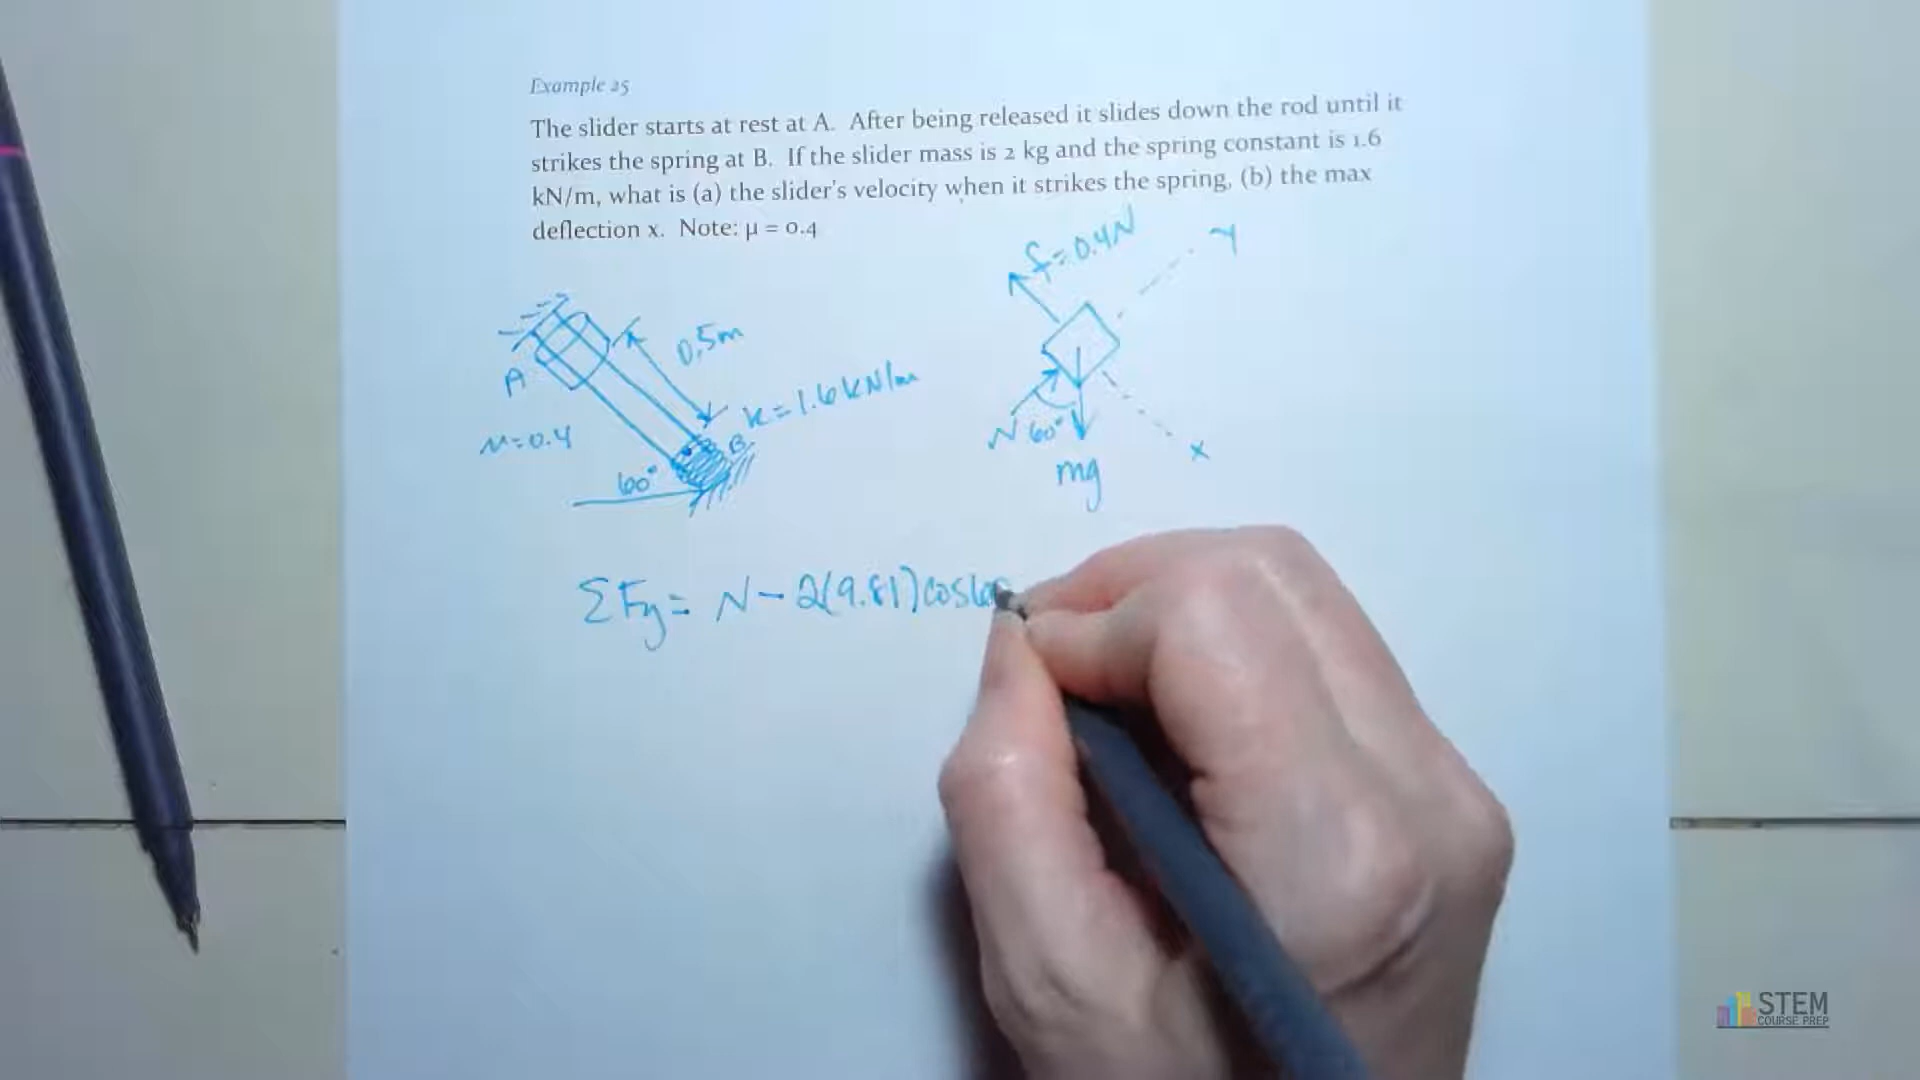 Example 25
The slider starts at rest at A. After being released it slides down the rod until it
strikes the spring at B. If the slider mass is 2 kg and the spring constant is 1.6
kN/m, what is (a) the slider's velocity when it strikes the spring, (b) the max
deflection x. Note: μ = 0.4
f=0.4N
Y
0.5m
A
k=1.6kN/m
μ=0.4
B
60°
N
60°
mg
x
ΣFy= N-2(9.81)cos60
STEM
COURSE PREP